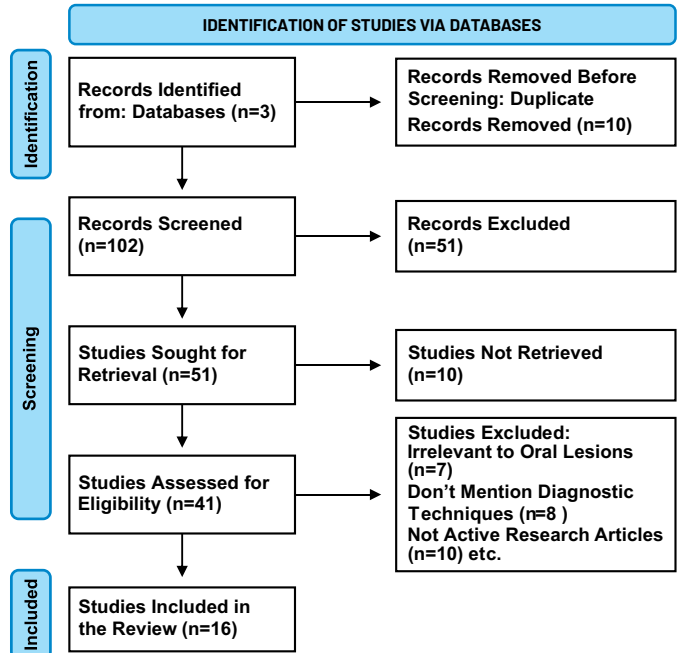 IDENTIFICATION OF STUDIES VIA DATABASES
Identification
Records Identified
from: Databases (n=3)
Records Removed Before
Screening: Duplicate
Records Removed (n=10)
Screening
Records Screened
(n=102)
Records Excluded
(n=51)
Studies Sought for
Retrieval (n=51)
Studies Not Retrieved
(n=10)
Studies Assessed for
Eligibility (n=41)
Studies Excluded:
Irrelevant to Oral Lesions
(n=7)
Don't Mention Diagnostic
Techniques (n=8 )
Not Active Research Articles
(n=10) etc.
Included
Studies Included in
the Review (n=16)